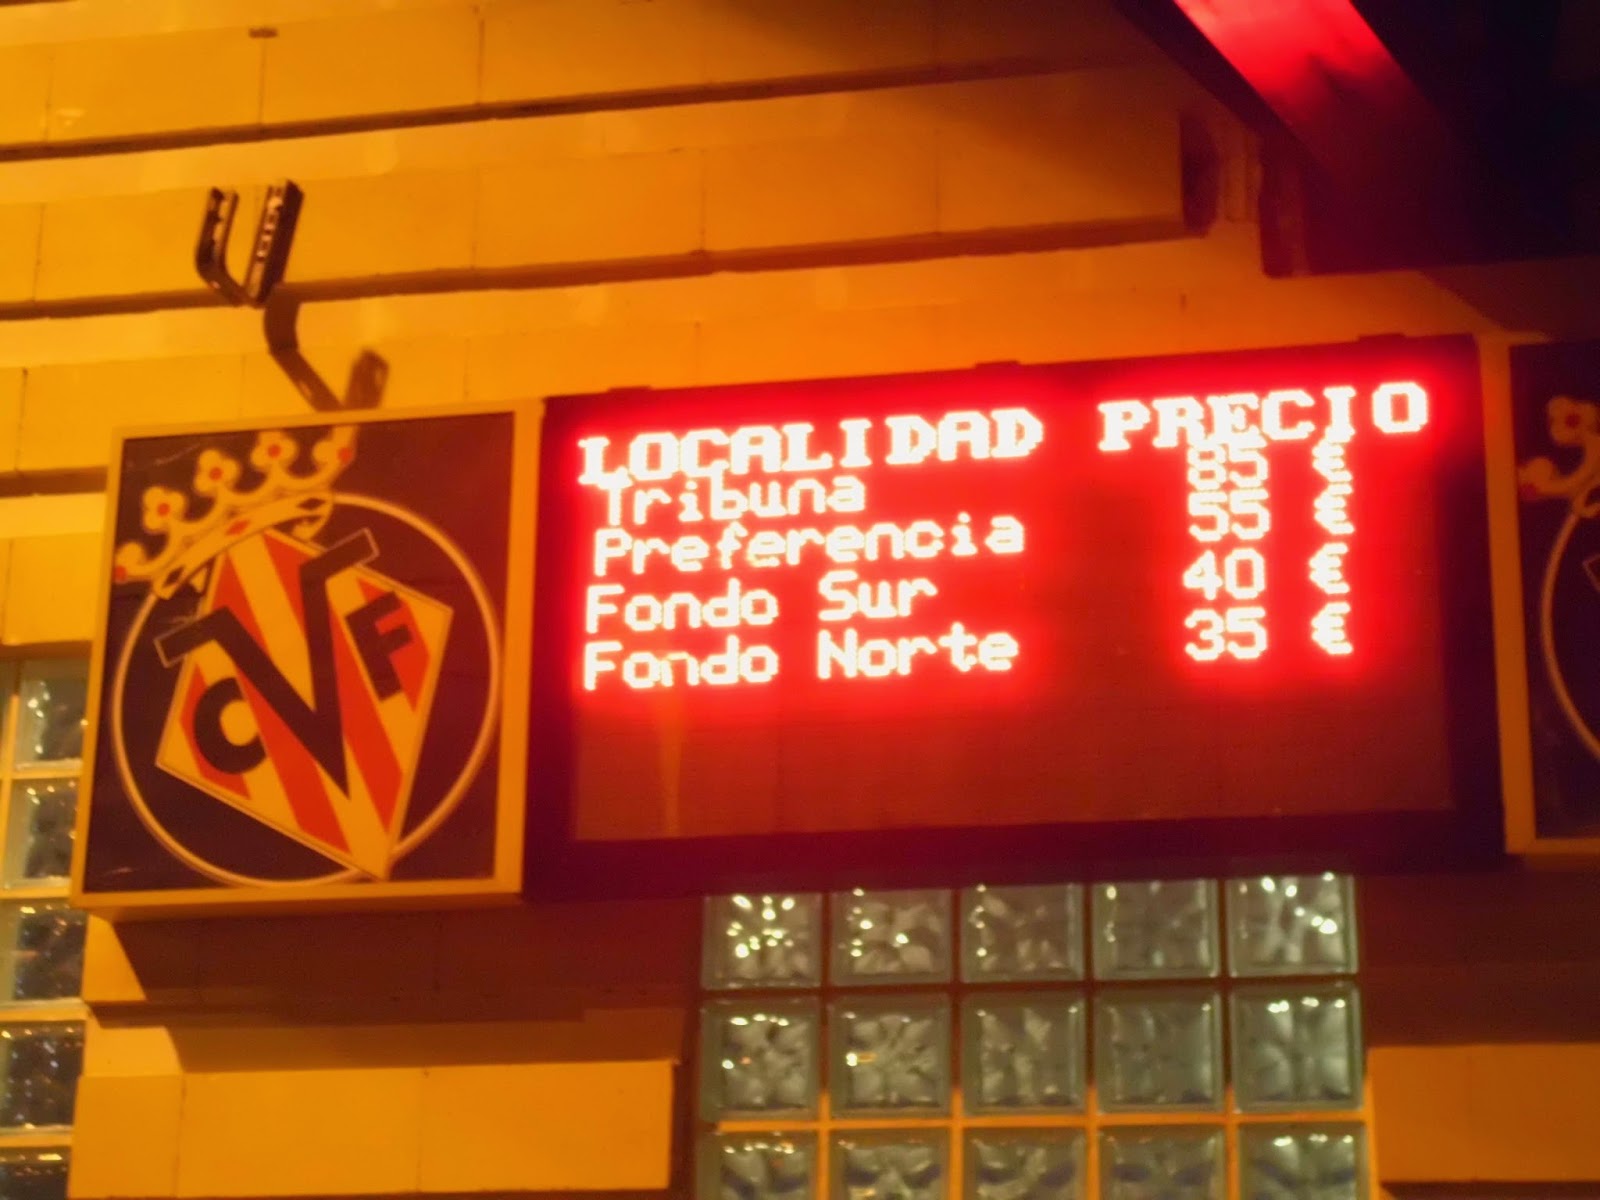 LOCALIDAD PRECIO
Tribuna 85 €
Preferencia 55 €
Fondo Sur 40 €
Fondo Norte 35 €
CVF